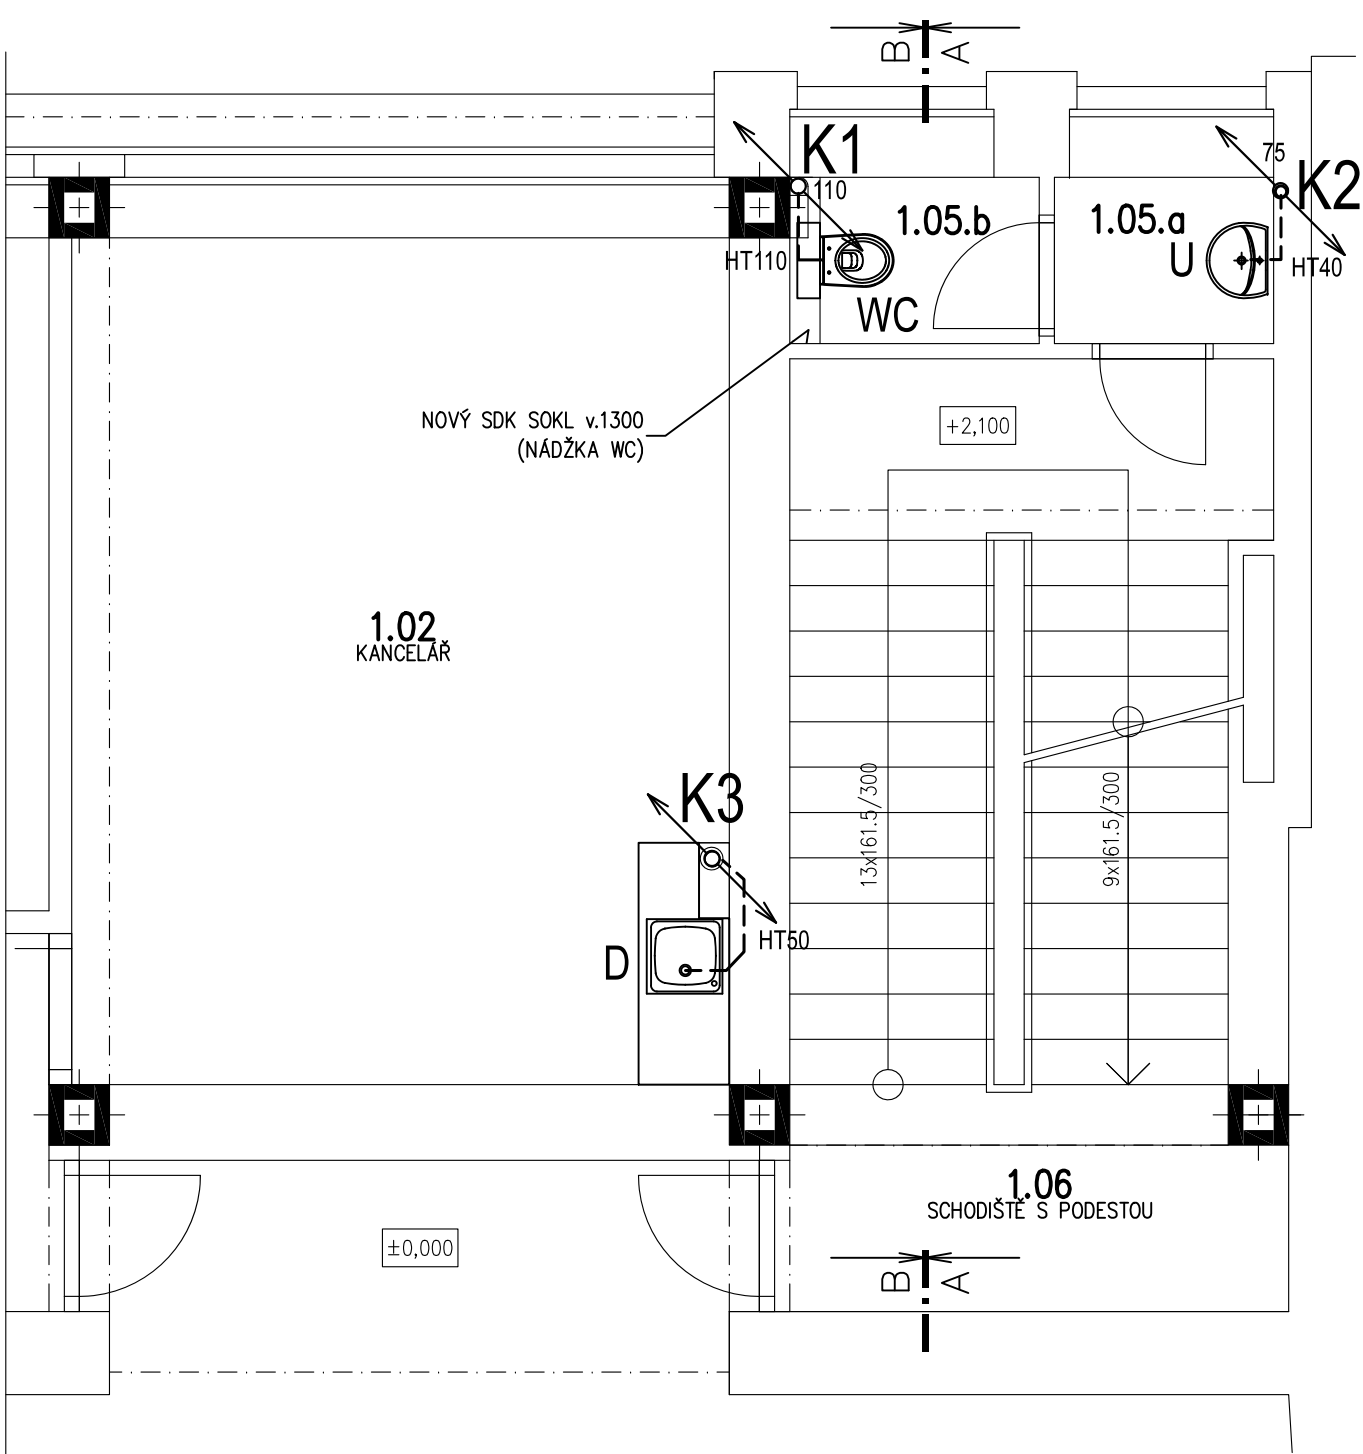 B A
K1
110
75
K2
1.05.b
1.05.a
U
HT110
HT40
WC
NOVÝ SDK SOKL v.1300
(NÁDŽKA WC)
+2,100
1.02
KANCELÁŘ
13x161.5/300
9x161.5/300
K3
HT50
D
1.06
SCHODIŠTĚ S PODESTOU
±0,000
B A